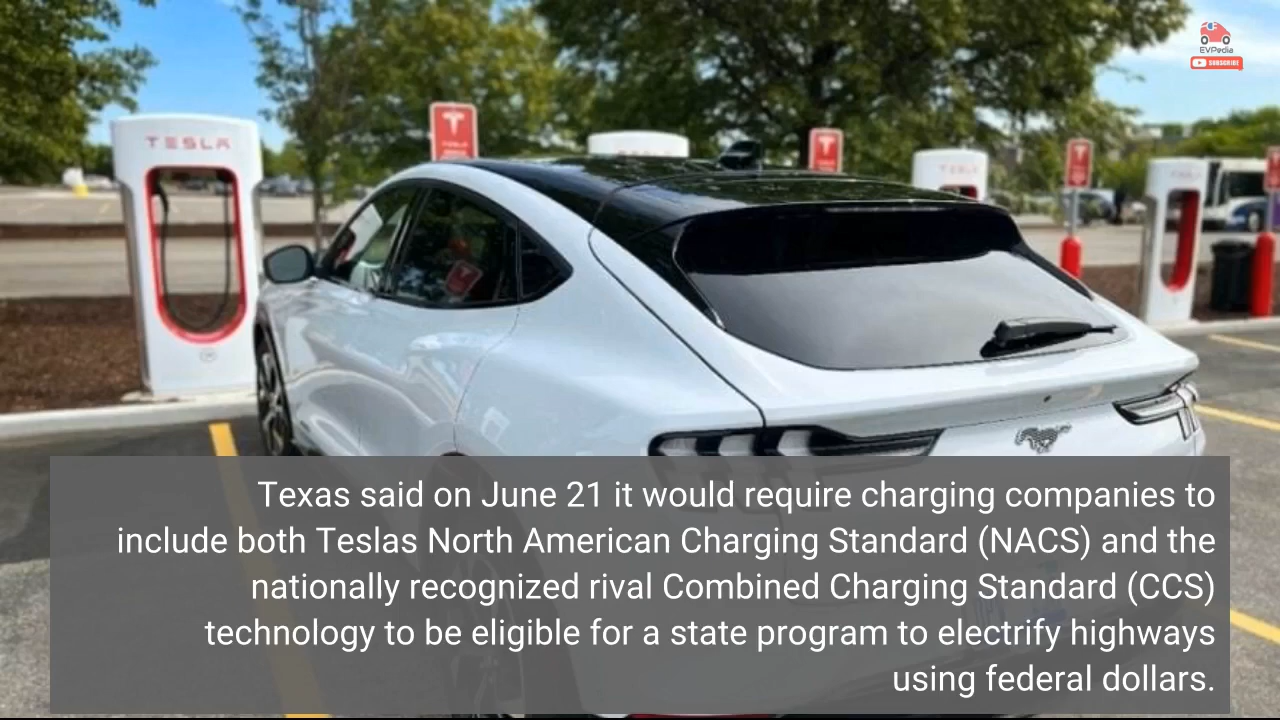 EVPedia
SUBSCRIBE
TESLA
Texas said on June 21 it would require charging companies to
include both Teslas North American Charging Standard (NACS) and the
nationally recognized rival Combined Charging Standard (CCS)
technology to be eligible for a state program to electrify highways
using federal dollars.